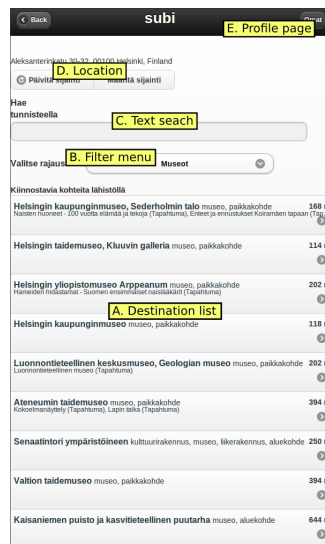 Back
subi
Omat
E. Profile page
Aleksanterinkatu 30-32, 00100 Helsinki, Finland
D. Location
Päivitä sijainti
Määritä sijainti
Hae
tunnisteella
C. Text seach
Valitse rajaus
B. Filter menu
Museot
Kiinnostavia kohteita lähistöllä
Helsingin kaupunginmuseo, Sederholmin talo museo, paikkakohde 168
Naisten huoneet - 100 vuotta elämää ja tekoja (Tapahtuma), Enteet ja ennustukset Koiramäen tapaan (Tap
Helsingin taidemuseo, Kluuvin galleria museo, paikkakohde 114
Helsingin yliopistomuseo Arppeanum museo, paikkakohde 202
Hameiden hidastamat - Suomen ensimmäiset naislääkärit (Tapahtuma)
A. Destination list
Helsingin kaupunginmuseo museo, paikkakohde 118
Luonnontieteellinen keskusmuseo, Geologian museo museo, paikkakohde 202
Luonnontieteellinen museo (Tapahtuma)
Ateneumin taidemuseo museo, paikkakohde 394
Kokoelmanäyttely (Tapahtuma), Lapin taika (Tapahtuma)
Senaatintori ympäristöineen kulttuurirakennus, museo, liikerakennus, aluekohde 250
Valtion taidemuseo museo, paikkakohde 394
Kaisaniemen puisto ja kasvitieteellinen puutarha museo, aluekohde 644